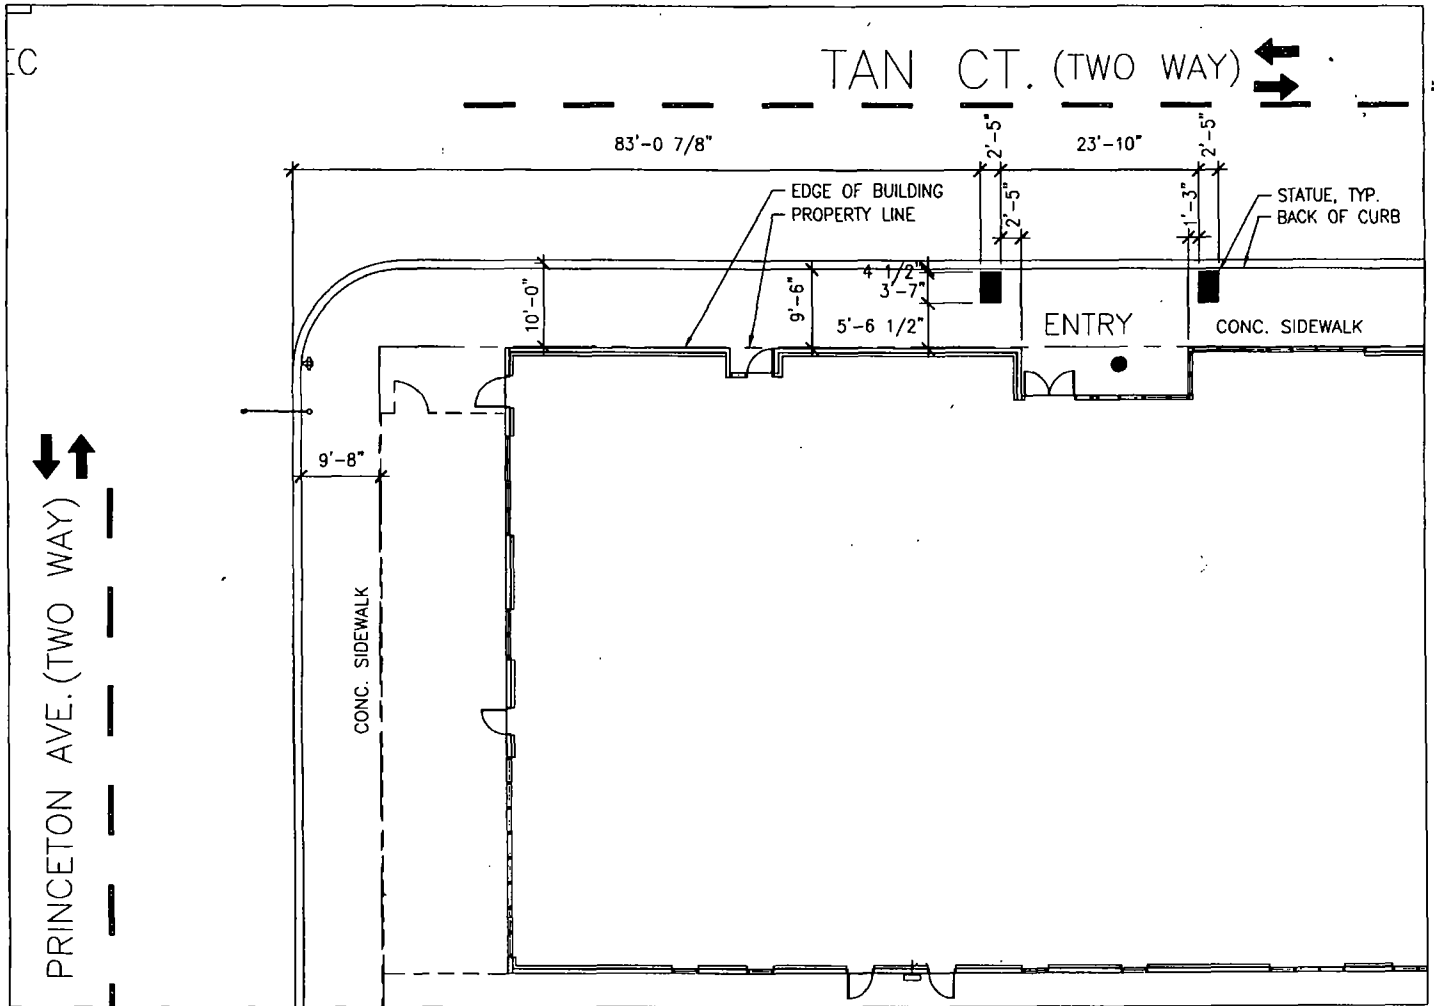 EC
TAN CT. (TWO WAY)
83'-0 7/8"
2'-5"
23'-10"
2'-5"
EDGE OF BUILDING
PROPERTY LINE
2'-5"
1'-3"
STATUE, TYP.
BACK OF CURB
10'-0"
9'-6"
4 1/2"
3'-7"
5'-6 1/2"
ENTRY
CONC. SIDEWALK
9'-8"
PRINCETON AVE. (TWO WAY)
CONC. SIDEWALK